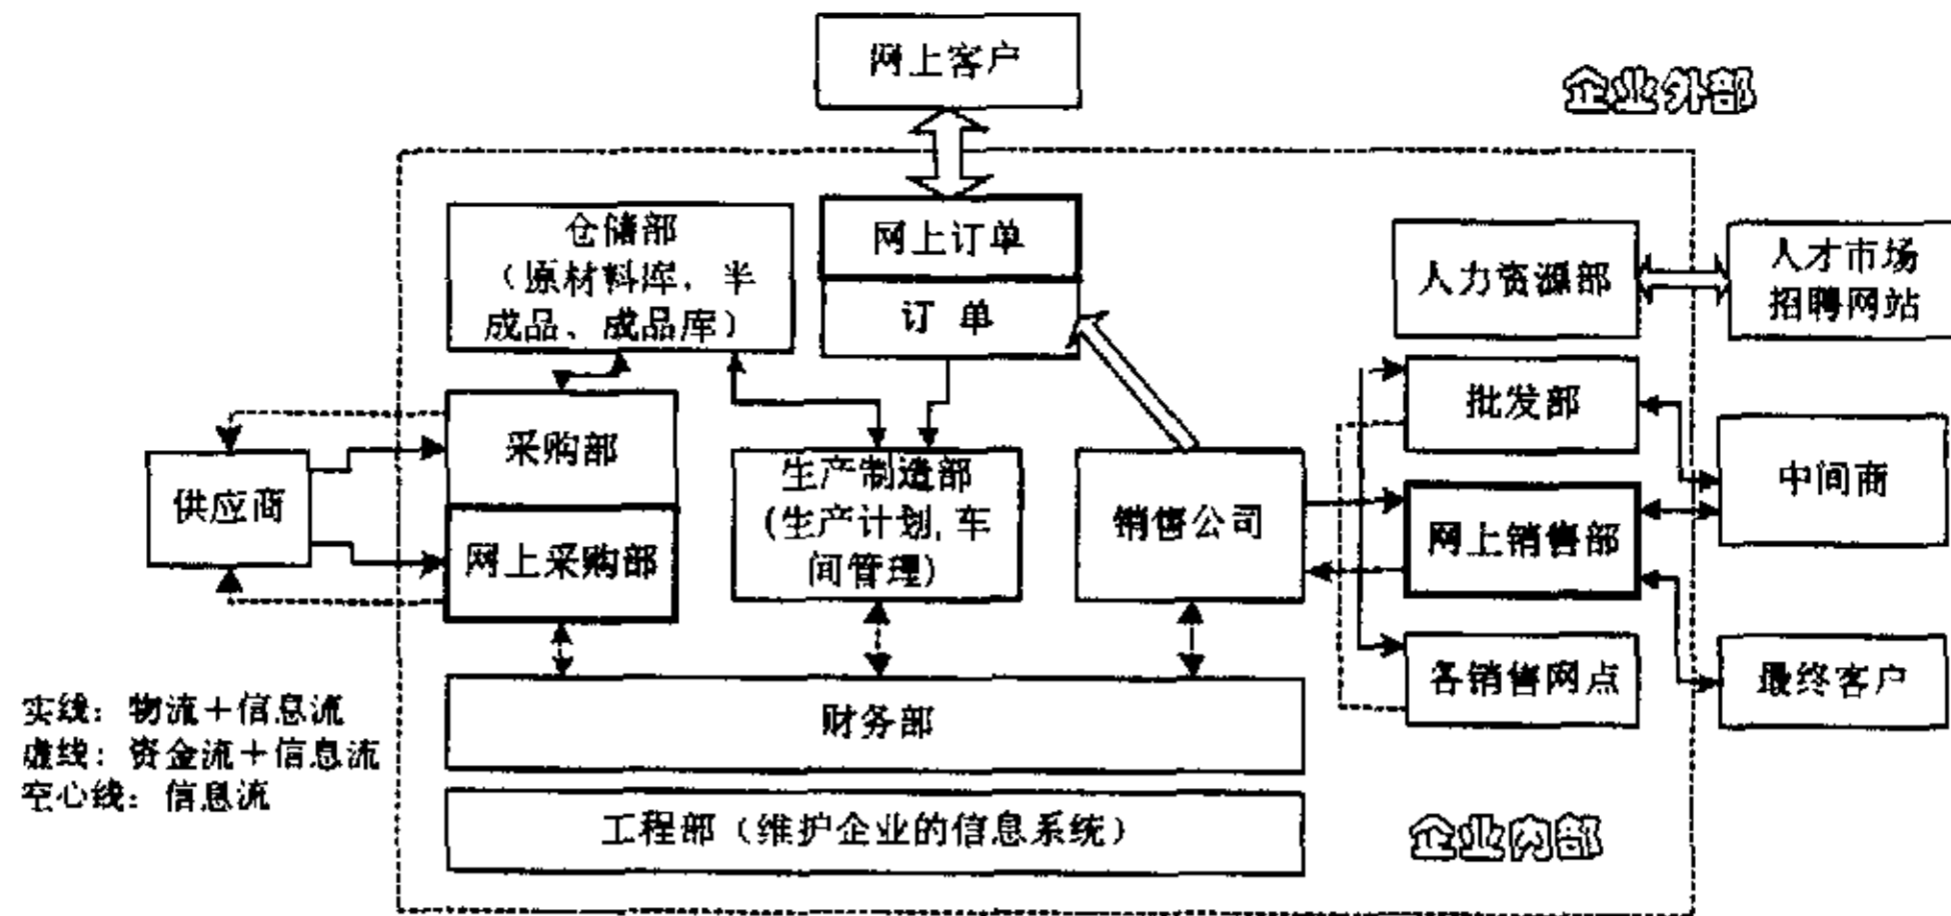 网上客户
企业外部
仓储部
（原材料库，半
成品、成品库）
网上订单
订 单
人力资源部
人才市场
招聘网站
批发部
采购部
供应商
网上采购部
生产制造部
(生产计划,车
间管理)
销售公司
网上销售部
中间商
各销售网点
最终客户
财务部
实线：物流＋信息流
虚线：资金流＋信息流
空心线：信息流
工程部（维护企业的信息系统）
企业内部